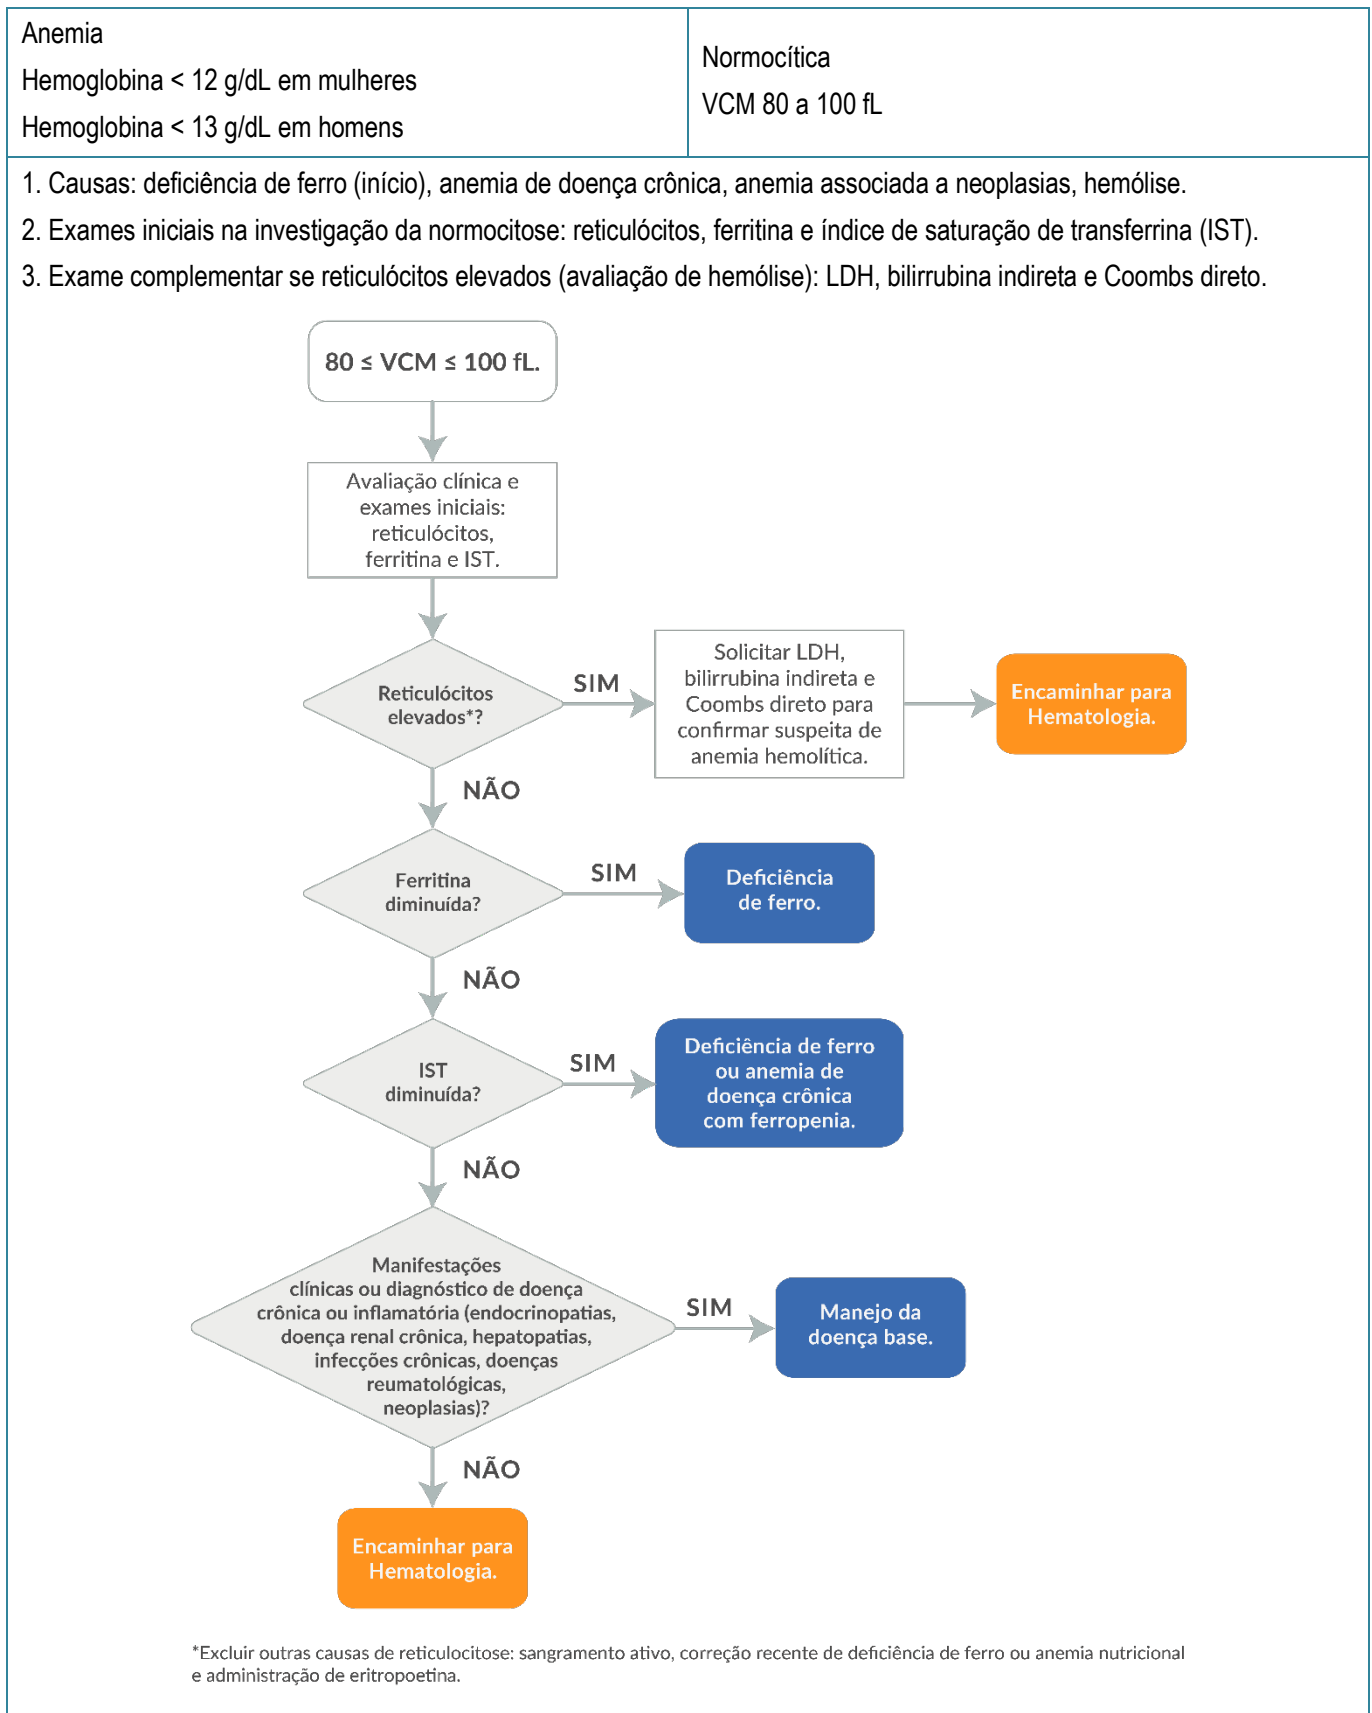 Anemia
Hemoglobina < 12 g/dL em mulheres
Hemoglobina < 13 g/dL em homens
Normocítica
VCM 80 a 100 fL
1. Causas: deficiência de ferro (início), anemia de doença crônica, anemia associada a neoplasias, hemólise.
2. Exames iniciais na investigação da normocitose: reticulócitos, ferritina e índice de saturação de transferrina (IST).
3. Exame complementar se reticulócitos elevados (avaliação de hemólise): LDH, bilirrubina indireta e Coombs direto.
80 ≤ VCM ≤ 100 fL.
Avaliação clínica e
exames iniciais:
reticulócitos,
ferritina e IST.
Reticulócitos
elevados*?
SIM
Solicitar LDH,
bilirrubina indireta e
Coombs direto para
confirmar suspeita de
anemia hemolítica.
Encaminhar para
Hematologia.
NÃO
Ferritina
diminuída?
SIM
Deficiência
de ferro.
NÃO
IST
diminuída?
SIM
Deficiência de ferro
ou anemia de
doença crônica
com ferropenia.
NÃO
Manifestações
clínicas ou diagnóstico de doença
crônica ou inflamatória (endocrinopatias,
doença renal crônica, hepatopatias,
infecções crônicas, doenças
reumatológicas,
neoplasias)?
SIM
Manejo da
doença base.
NÃO
Encaminhar para
Hematologia.
*Excluir outras causas de reticulocitose: sangramento ativo, correção recente de deficiência de ferro ou anemia nutricional
e administração de eritropoetina.